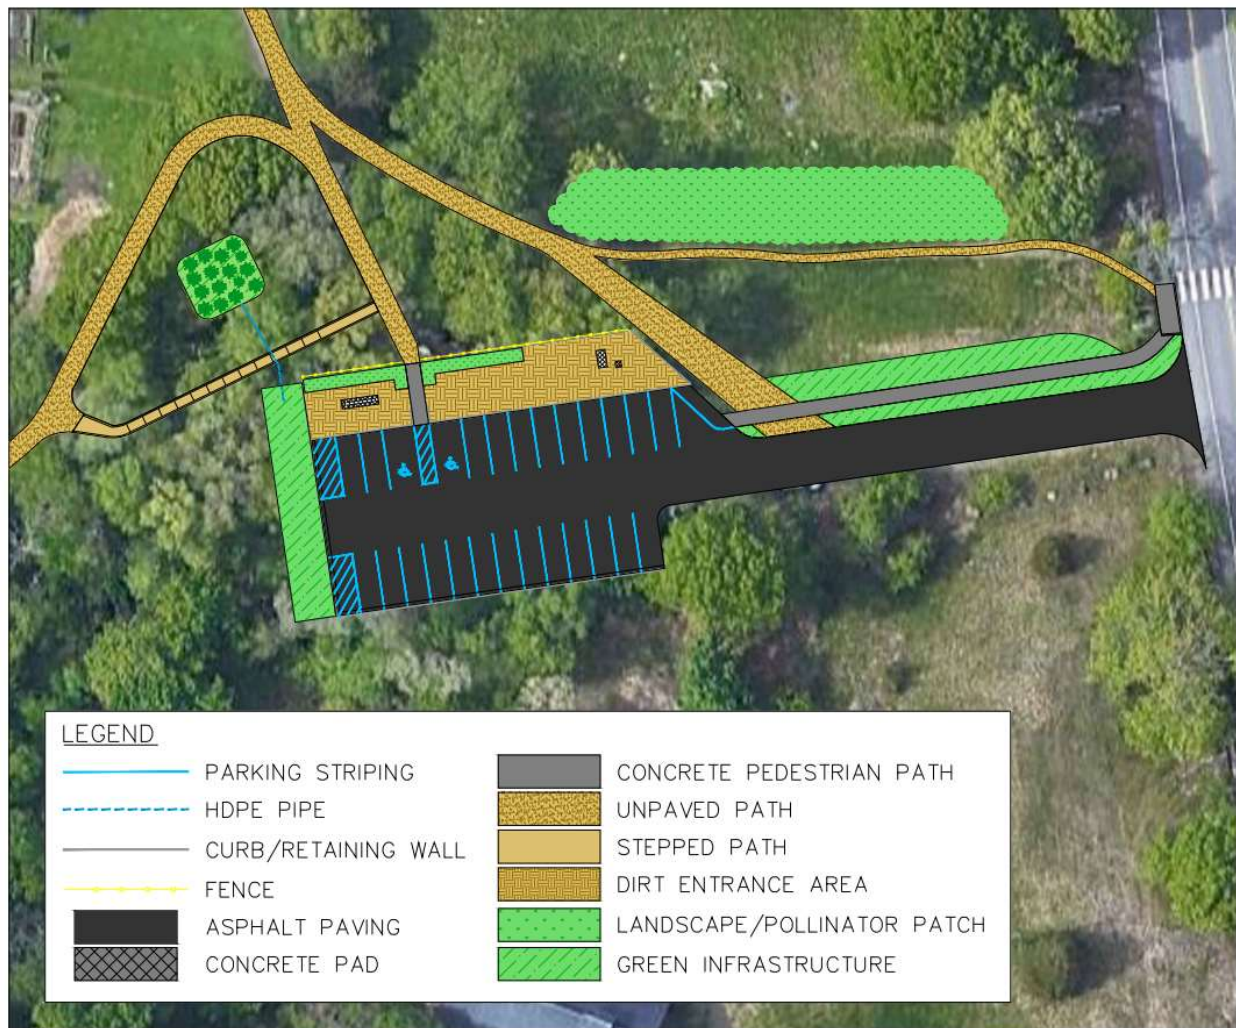 LEGEND
PARKING STRIPING
HDPE PIPE
CURB/RETAINING WALL
FENCE
ASPHALT PAVING
CONCRETE PAD
CONCRETE PEDESTRIAN PATH
UNPAVED PATH
STEPPED PATH
DIRT ENTRANCE AREA
LANDSCAPE/POLLINATOR PATCH
GREEN INFRASTRUCTURE